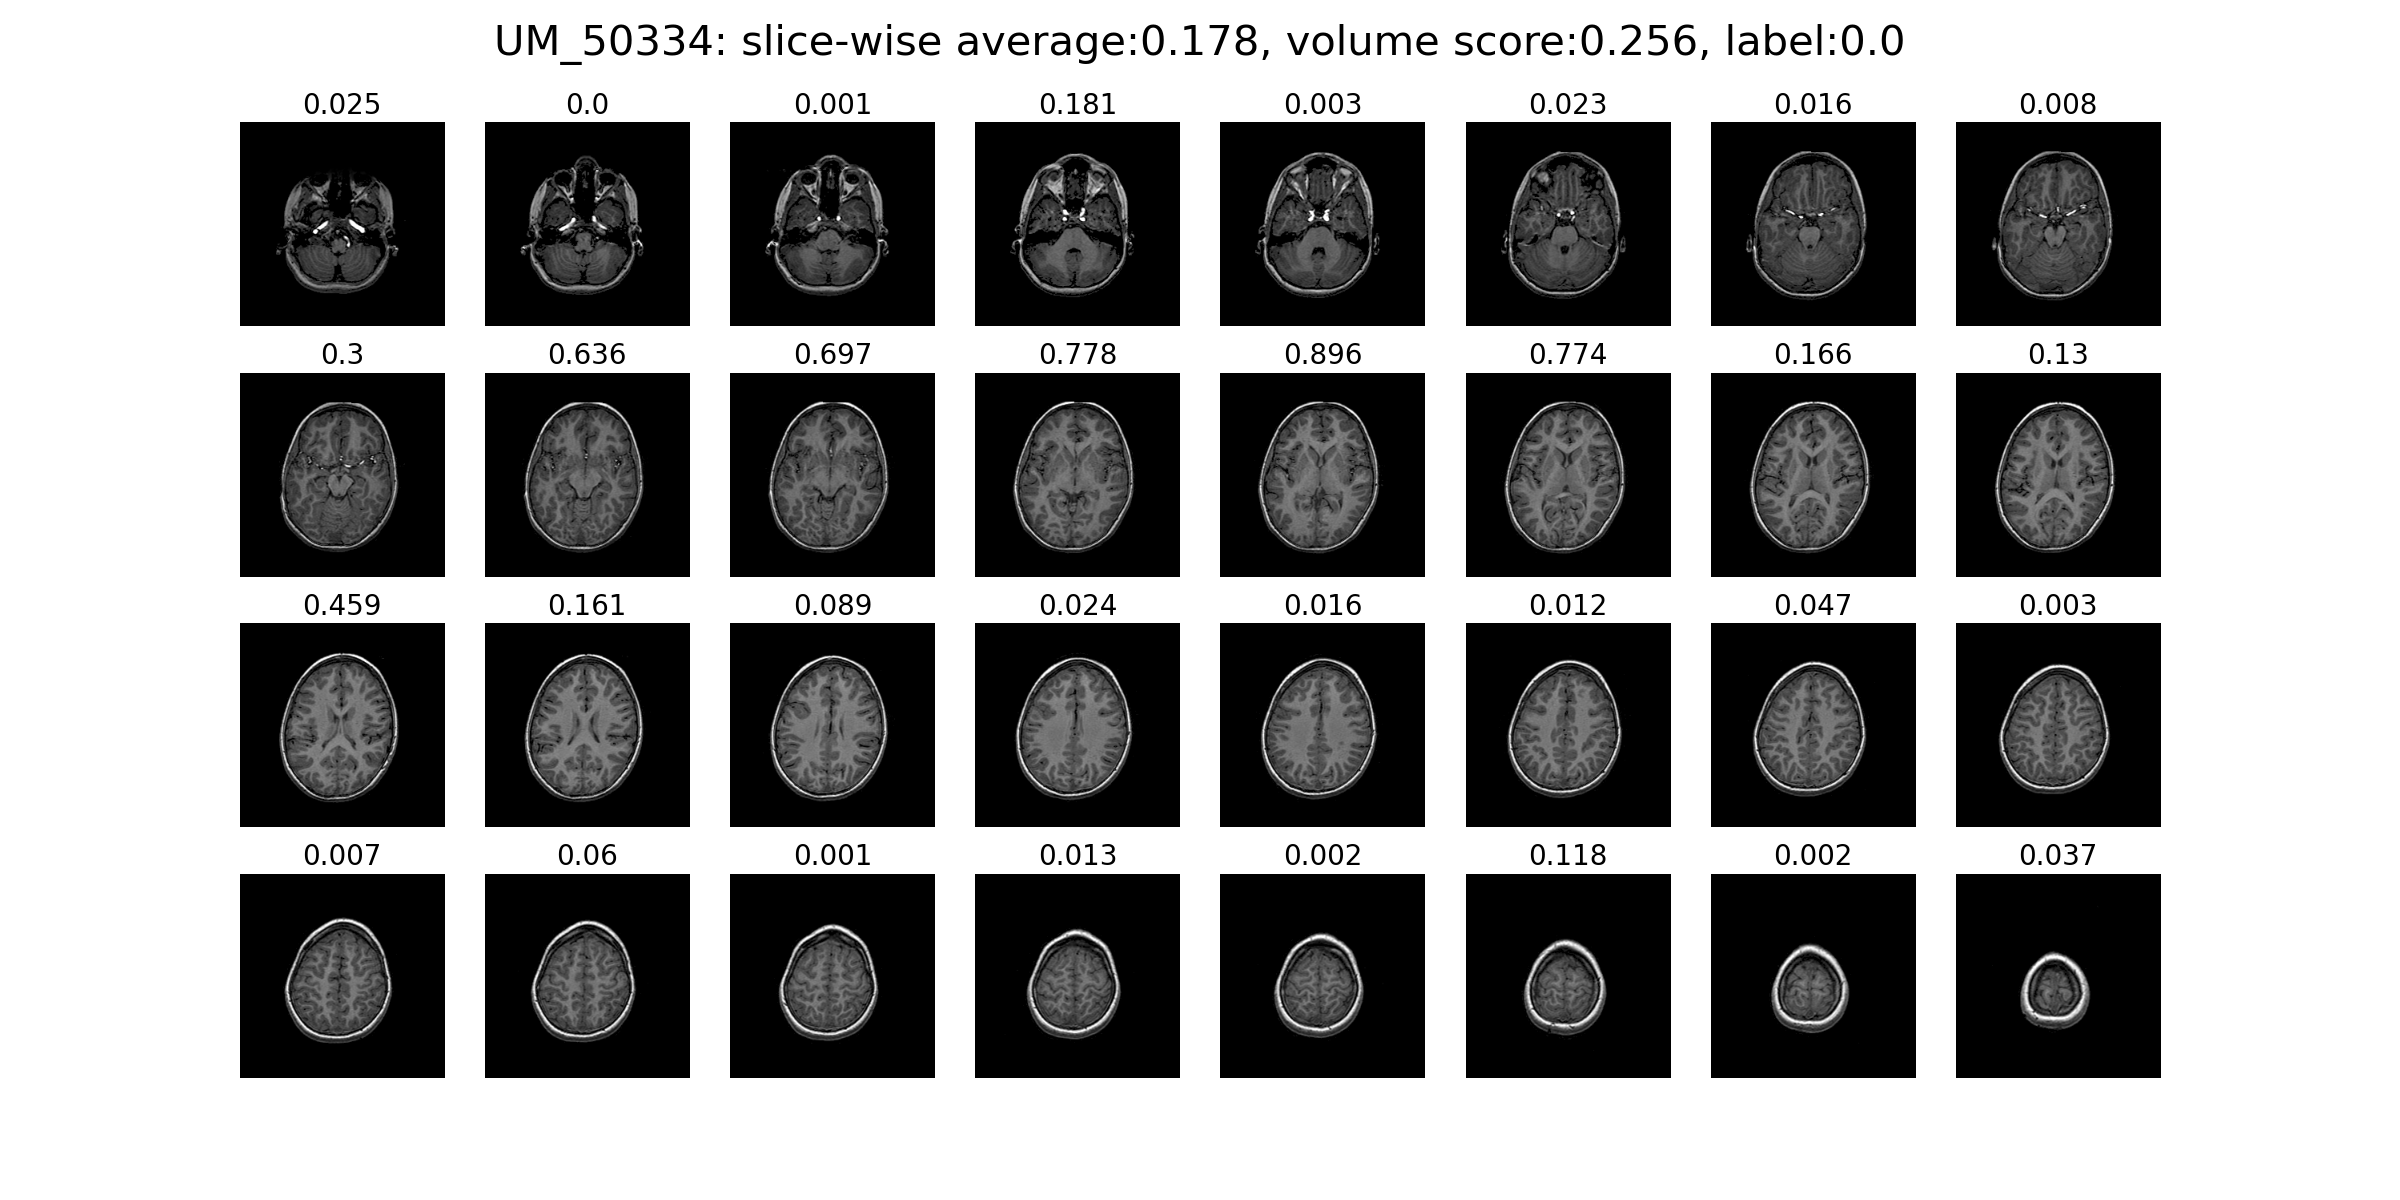 UM_50334: slice-wise average:0.178, volume score:0.256, label:0.0
0.025 0.0 0.001 0.181 0.003 0.023 0.016 0.008
0.3 0.636 0.697 0.778 0.896 0.774 0.166 0.13
0.459 0.161 0.089 0.024 0.016 0.012 0.047 0.003
0.007 0.06 0.001 0.013 0.002 0.118 0.002 0.037